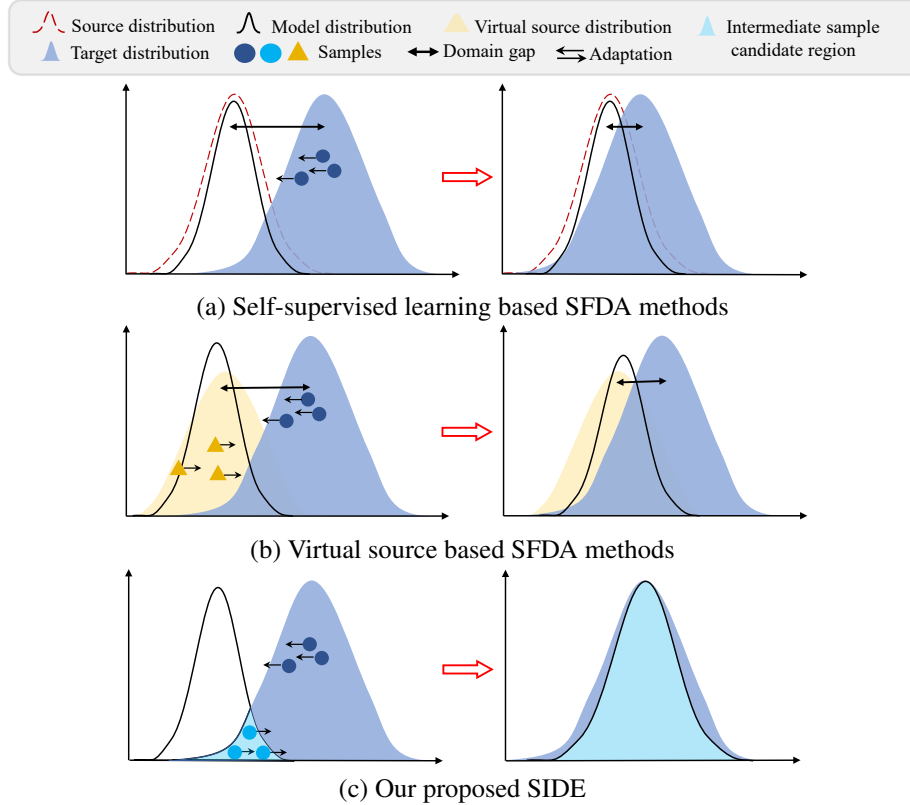 Source distribution Model distribution Virtual source distribution Intermediate sample
Target distribution Samples Domain gap Adaptation candidate region
(a) Self-supervised learning based SFDA methods
(b) Virtual source based SFDA methods
(c) Our proposed SIDE